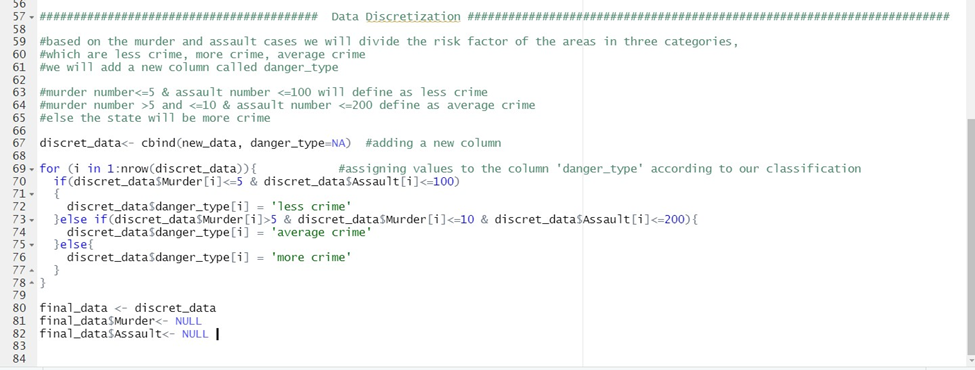 56
57 ######################################### Data Discretization ########################################################################
58
59 #based on the murder and assault cases we will divide the risk factor of the areas in three categories,
60 #which are less crime, more crime, average crime
61 #we will add a new column called danger_type
62
63 #murder number<=5 & assault number <=100 will define as less crime
64 #murder number >5 and <=10 & assault number <=200 define as average crime
65 #else the state will be more crime
66
67 discret_data<- cbind(new_data, danger_type=NA)  #adding a new column
68
69 for (i in 1:nrow(discret_data)){            #assigning values to the column 'danger_type' according to our classification
70   if(discret_data$Murder[i]<=5 & discret_data$Assault[i]<=100)
71   {
72     discret_data$danger_type[i] = 'less crime'
73   }else if(discret_data$Murder[i]>5 & discret_data$Murder[i]<=10 & discret_data$Assault[i]<=200){
74     discret_data$danger_type[i] = 'average crime'
75   }else{
76     discret_data$danger_type[i] = 'more crime'
77   }
78 }
79
80 final_data <- discret_data
81 final_data$Murder<- NULL
82 final_data$Assault<- NULL
83
84